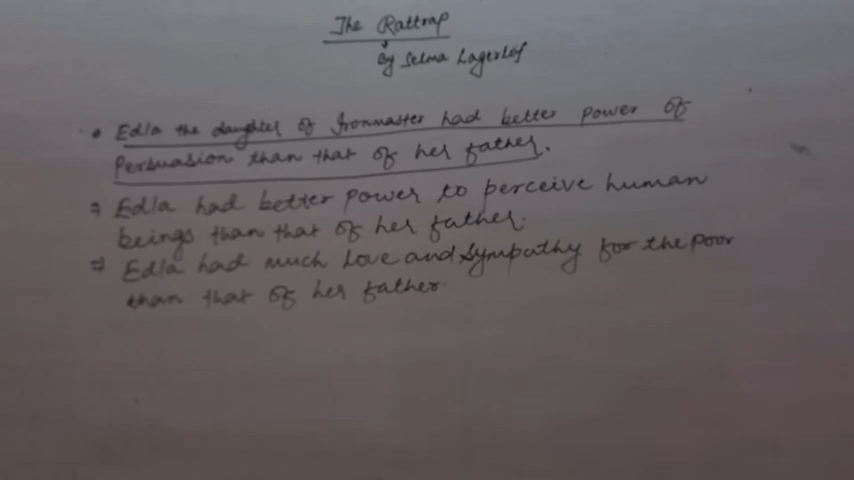 The Rattrap
By Selma Lagerlof
• Edla the daughter of Ironmaster had better power of
Persuasion than that of her father.
⇒ Edla had better power to perceive human
beings than that of her father.
⇒ Edla had much love and sympathy for the poor
than that of her father.